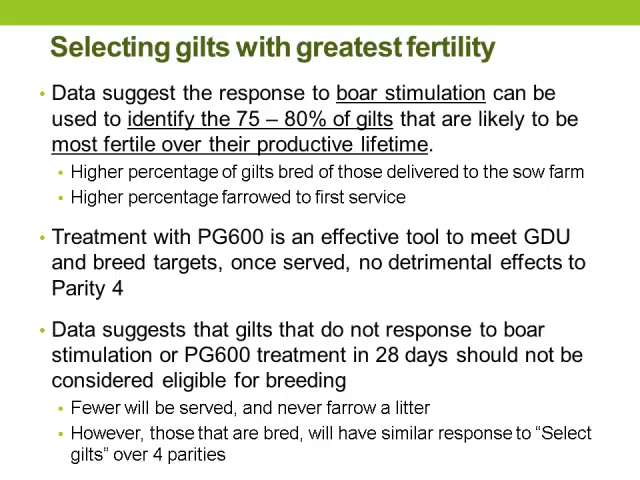 Selecting gilts with greatest fertility
• Data suggest the response to boar stimulation can be
used to identify the 75 – 80% of gilts that are likely to be
most fertile over their productive lifetime.
▪ Higher percentage of gilts bred of those delivered to the sow farm
▪ Higher percentage farrowed to first service
• Treatment with PG600 is an effective tool to meet GDU
and breed targets, once served, no detrimental effects to
Parity 4
• Data suggests that gilts that do not response to boar
stimulation or PG600 treatment in 28 days should not be
considered eligible for breeding
▪ Fewer will be served, and never farrow a litter
▪ However, those that are bred, will have similar response to “Select
gilts” over 4 parities